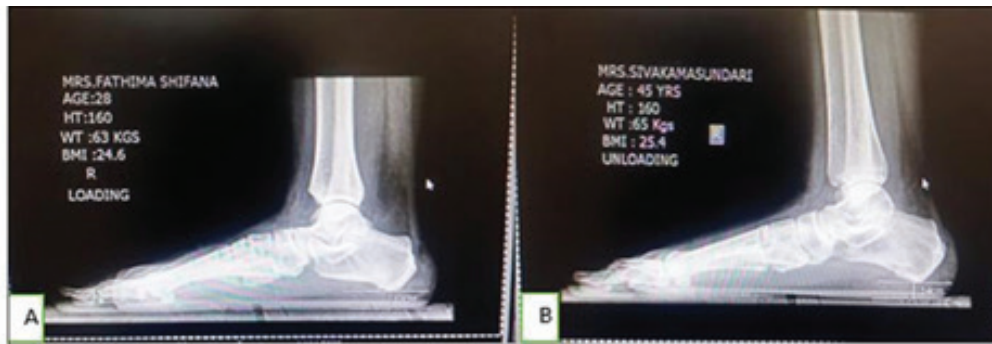 MRS.FATHIMA SHIFANA
AGE:28
HT:160
WT :63 KGS
BMI :24.6
R
LOADING
A
MRS.SIVAKAMASUNDARI
AGE : 45 YRS
HT : 160
WT :65 Kgs
BMI : 25.4
UNLOADING
B